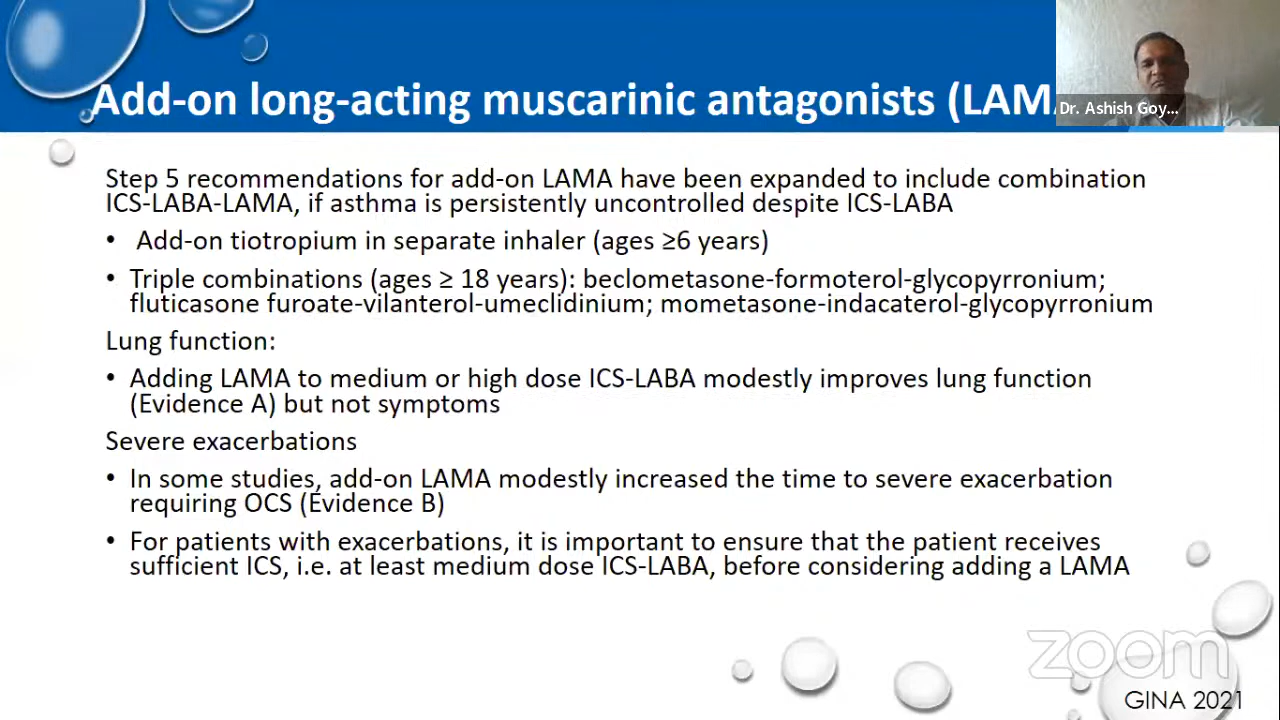 Add-on long-acting muscarinic antagonists (LAM
Dr. Ashish Goy...
Step 5 recommendations for add-on LAMA have been expanded to include combination
ICS-LABA-LAMA, if asthma is persistently uncontrolled despite ICS-LABA
• Add-on tiotropium in separate inhaler (ages ≥6 years)
• Triple combinations (ages ≥ 18 years): beclometasone-formoterol-glycopyrronium;
fluticasone furoate-vilanterol-umeclidinium; mometasone-indacaterol-glycopyrronium
Lung function:
• Adding LAMA to medium or high dose ICS-LABA modestly improves lung function
(Evidence A) but not symptoms
Severe exacerbations
• In some studies, add-on LAMA modestly increased the time to severe exacerbation
requiring OCS (Evidence B)
• For patients with exacerbations, it is important to ensure that the patient receives
sufficient ICS, i.e. at least medium dose ICS-LABA, before considering adding a LAMA
zoom
GINA 2021